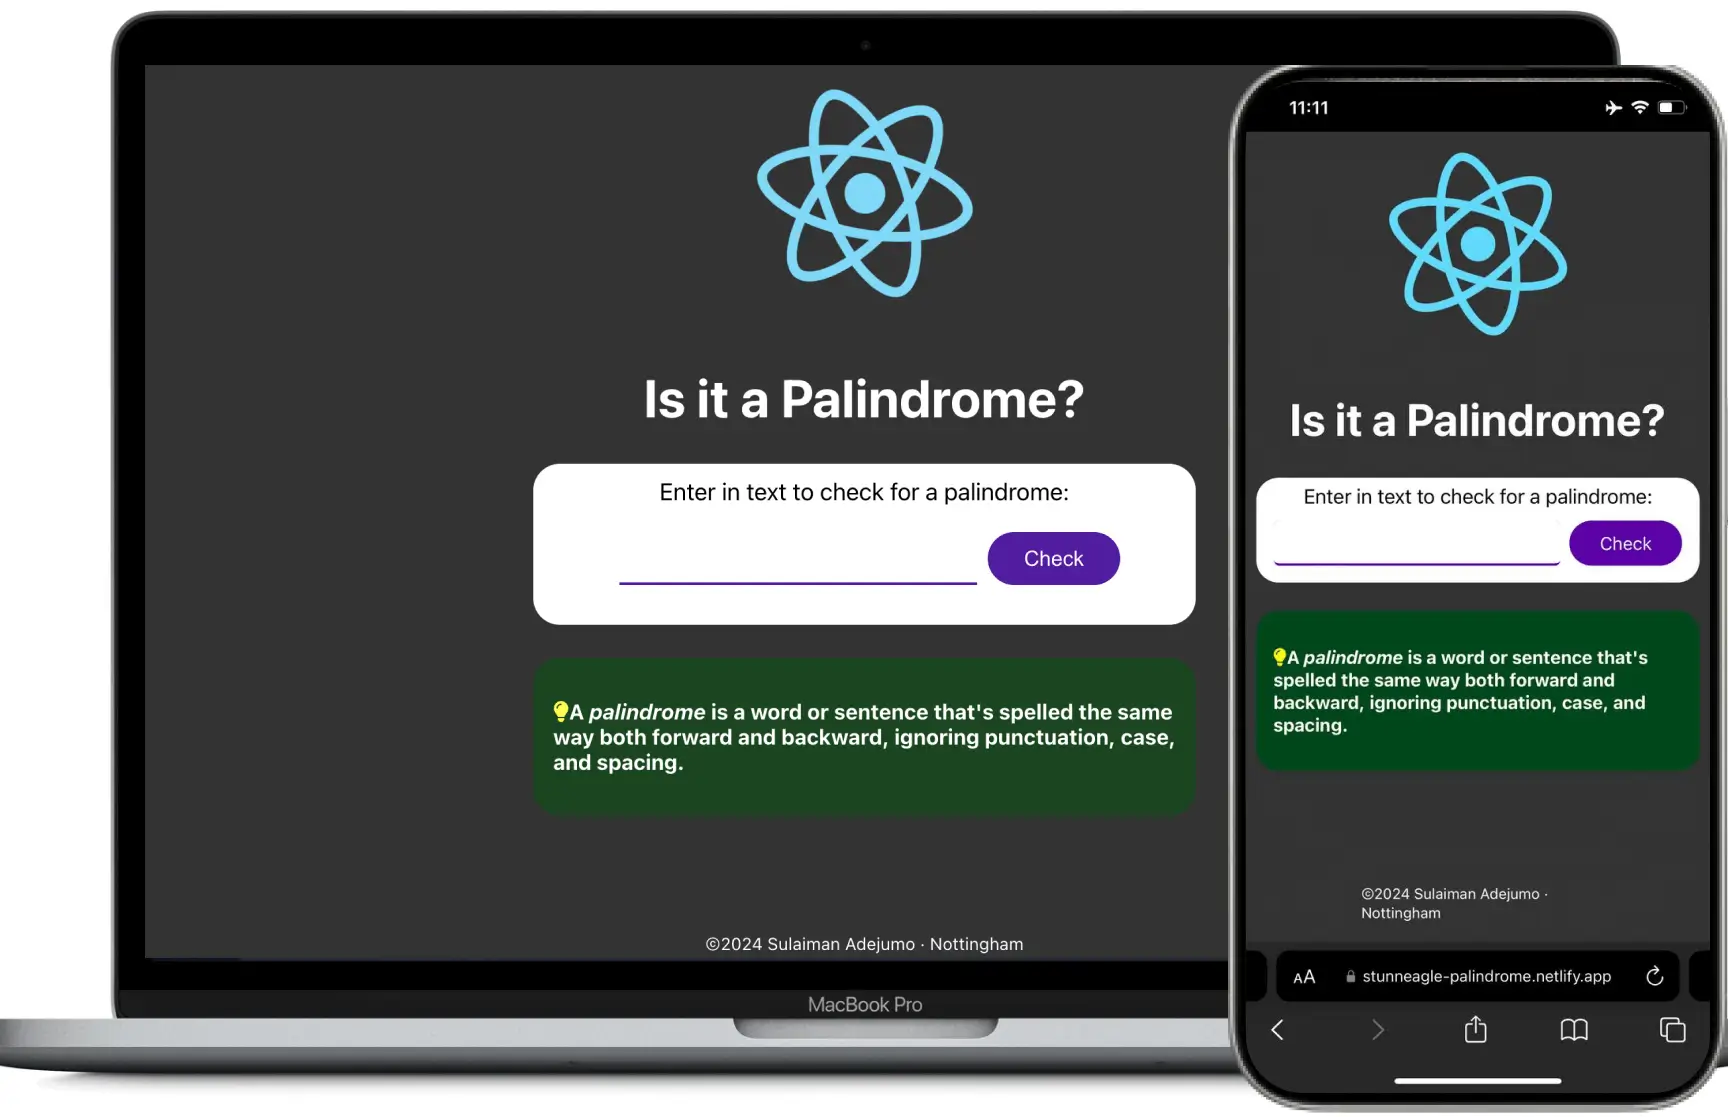 Is it a Palindrome?
Enter in text to check for a palindrome:
Check
A palindrome is a word or sentence that's spelled the same
way both forward and backward, ignoring punctuation, case,
and spacing.
©2024 Sulaiman Adejumo · Nottingham
MacBook Pro
11:11
Is it a Palindrome?
Enter in text to check for a palindrome:
Check
A palindrome is a word or sentence that's
spelled the same way both forward and
backward, ignoring punctuation, case, and
spacing.
©2024 Sulaiman Adejumo ·
Nottingham
AA stunneagle-palindrome.netlify.app